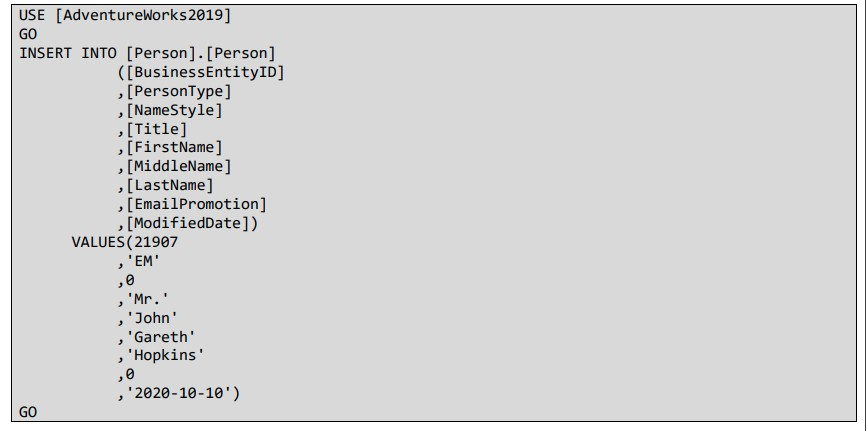 USE [AdventureWorks2019]
GO
INSERT INTO [Person].[Person]
([BusinessEntityID]
,[PersonType]
,[NameStyle]
,[Title]
,[FirstName]
,[MiddleName]
,[LastName]
,[EmailPromotion]
,[ModifiedDate])
VALUES(21907
,'EM'
,0
,'Mr.'
,'John'
,'Gareth'
,'Hopkins'
,0
,'2020-10-10')
GO